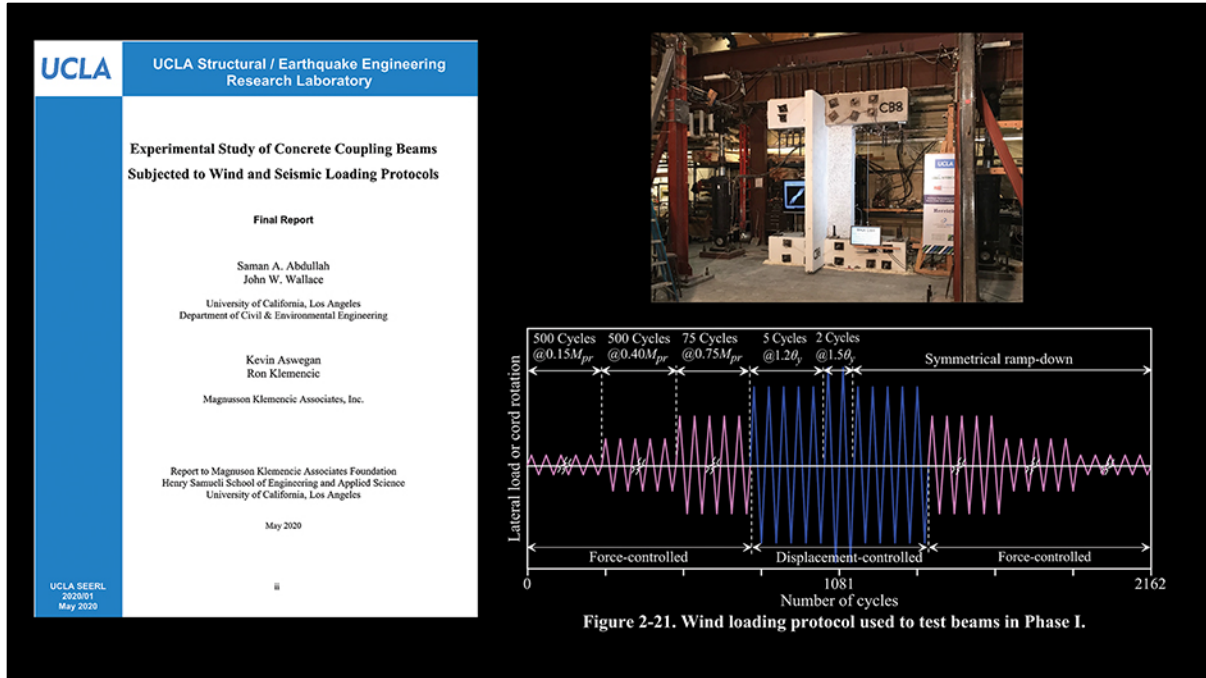 UCLA
UCLA Structural / Earthquake Engineering
Research Laboratory
Experimental Study of Concrete Coupling Beams
Subjected to Wind and Seismic Loading Protocols
Final Report
Saman A. Abdullah
John W. Wallace
University of California, Los Angeles
Department of Civil & Environmental Engineering
Kevin Aswegan
Ron Klemencic
Magnusson Klemencic Associates, Inc.
Report to Magnuson Klemencic Associates Foundation
Henry Samueli School of Engineering and Applied Science
University of California, Los Angeles
May 2020
iii
UCLA SEERL
2020/01
May 2020
CB8
UCLA
500 Cycles
@0.15Mpr
500 Cycles
@0.40Mpr
75 Cycles
@0.75Mpr
5 Cycles
@1.2θy
2 Cycles
@1.5θy
Symmetrical ramp-down
Lateral load or cord rotation
Force-controlled
Displacement-controlled
Force-controlled
0
1081
2162
Number of cycles
Figure 2-21. Wind loading protocol used to test beams in Phase I.